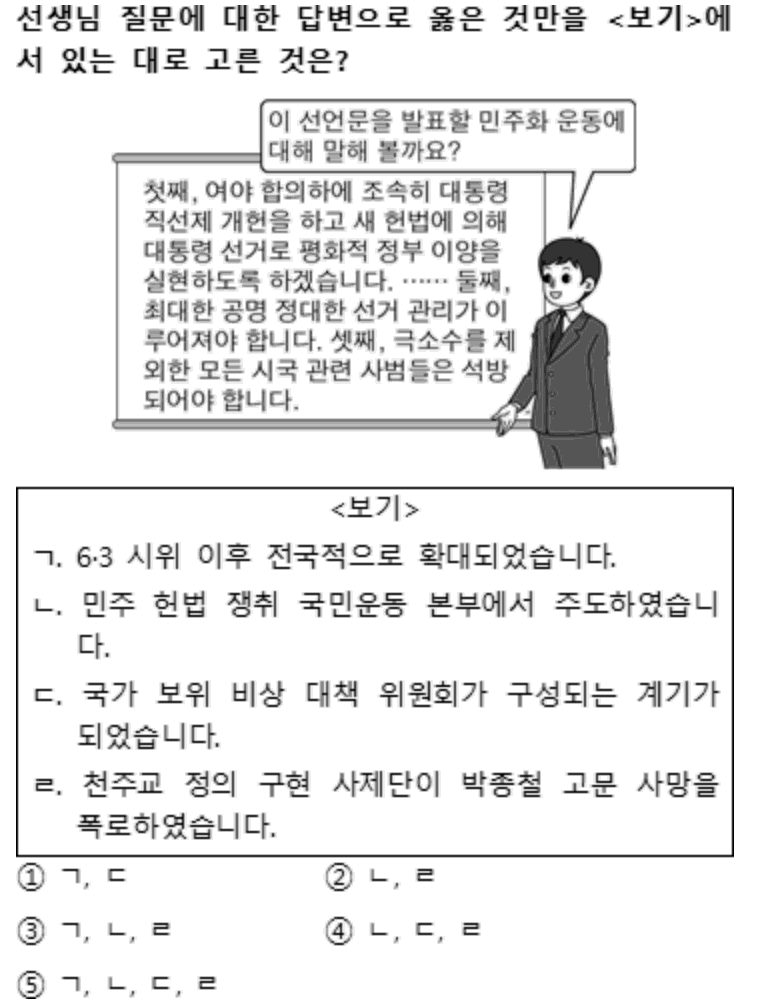 선생님 질문에 대한 답변으로 옳은 것만을 <보기>에
서 있는 대로 고른 것은?
이 선언문을 발표할 민주화 운동에
대해 말해 볼까요?
첫째, 여야 합의하에 조속히 대통령
직선제 개헌을 하고 새 헌법에 의해
대통령 선거로 평화적 정부 이양을
실현하도록 하겠습니다. …… 둘째,
최대한 공명 정대한 선거 관리가 이
루어져야 합니다. 셋째, 극소수를 제
외한 모든 시국 관련 사범들은 석방
되어야 합니다.
<보기>
ㄱ. 6·3 시위 이후 전국적으로 확대되었습니다.
ㄴ. 민주 헌법 쟁취 국민운동 본부에서 주도하였습니
다.
ㄷ. 국가 보위 비상 대책 위원회가 구성되는 계기가
되었습니다.
ㄹ. 천주교 정의 구현 사제단이 박종철 고문 사망을
폭로하였습니다.
① ㄱ, ㄷ ② ㄴ, ㄹ
③ ㄱ, ㄴ, ㄹ ④ ㄴ, ㄷ, ㄹ
⑤ ㄱ, ㄴ, ㄷ, ㄹ